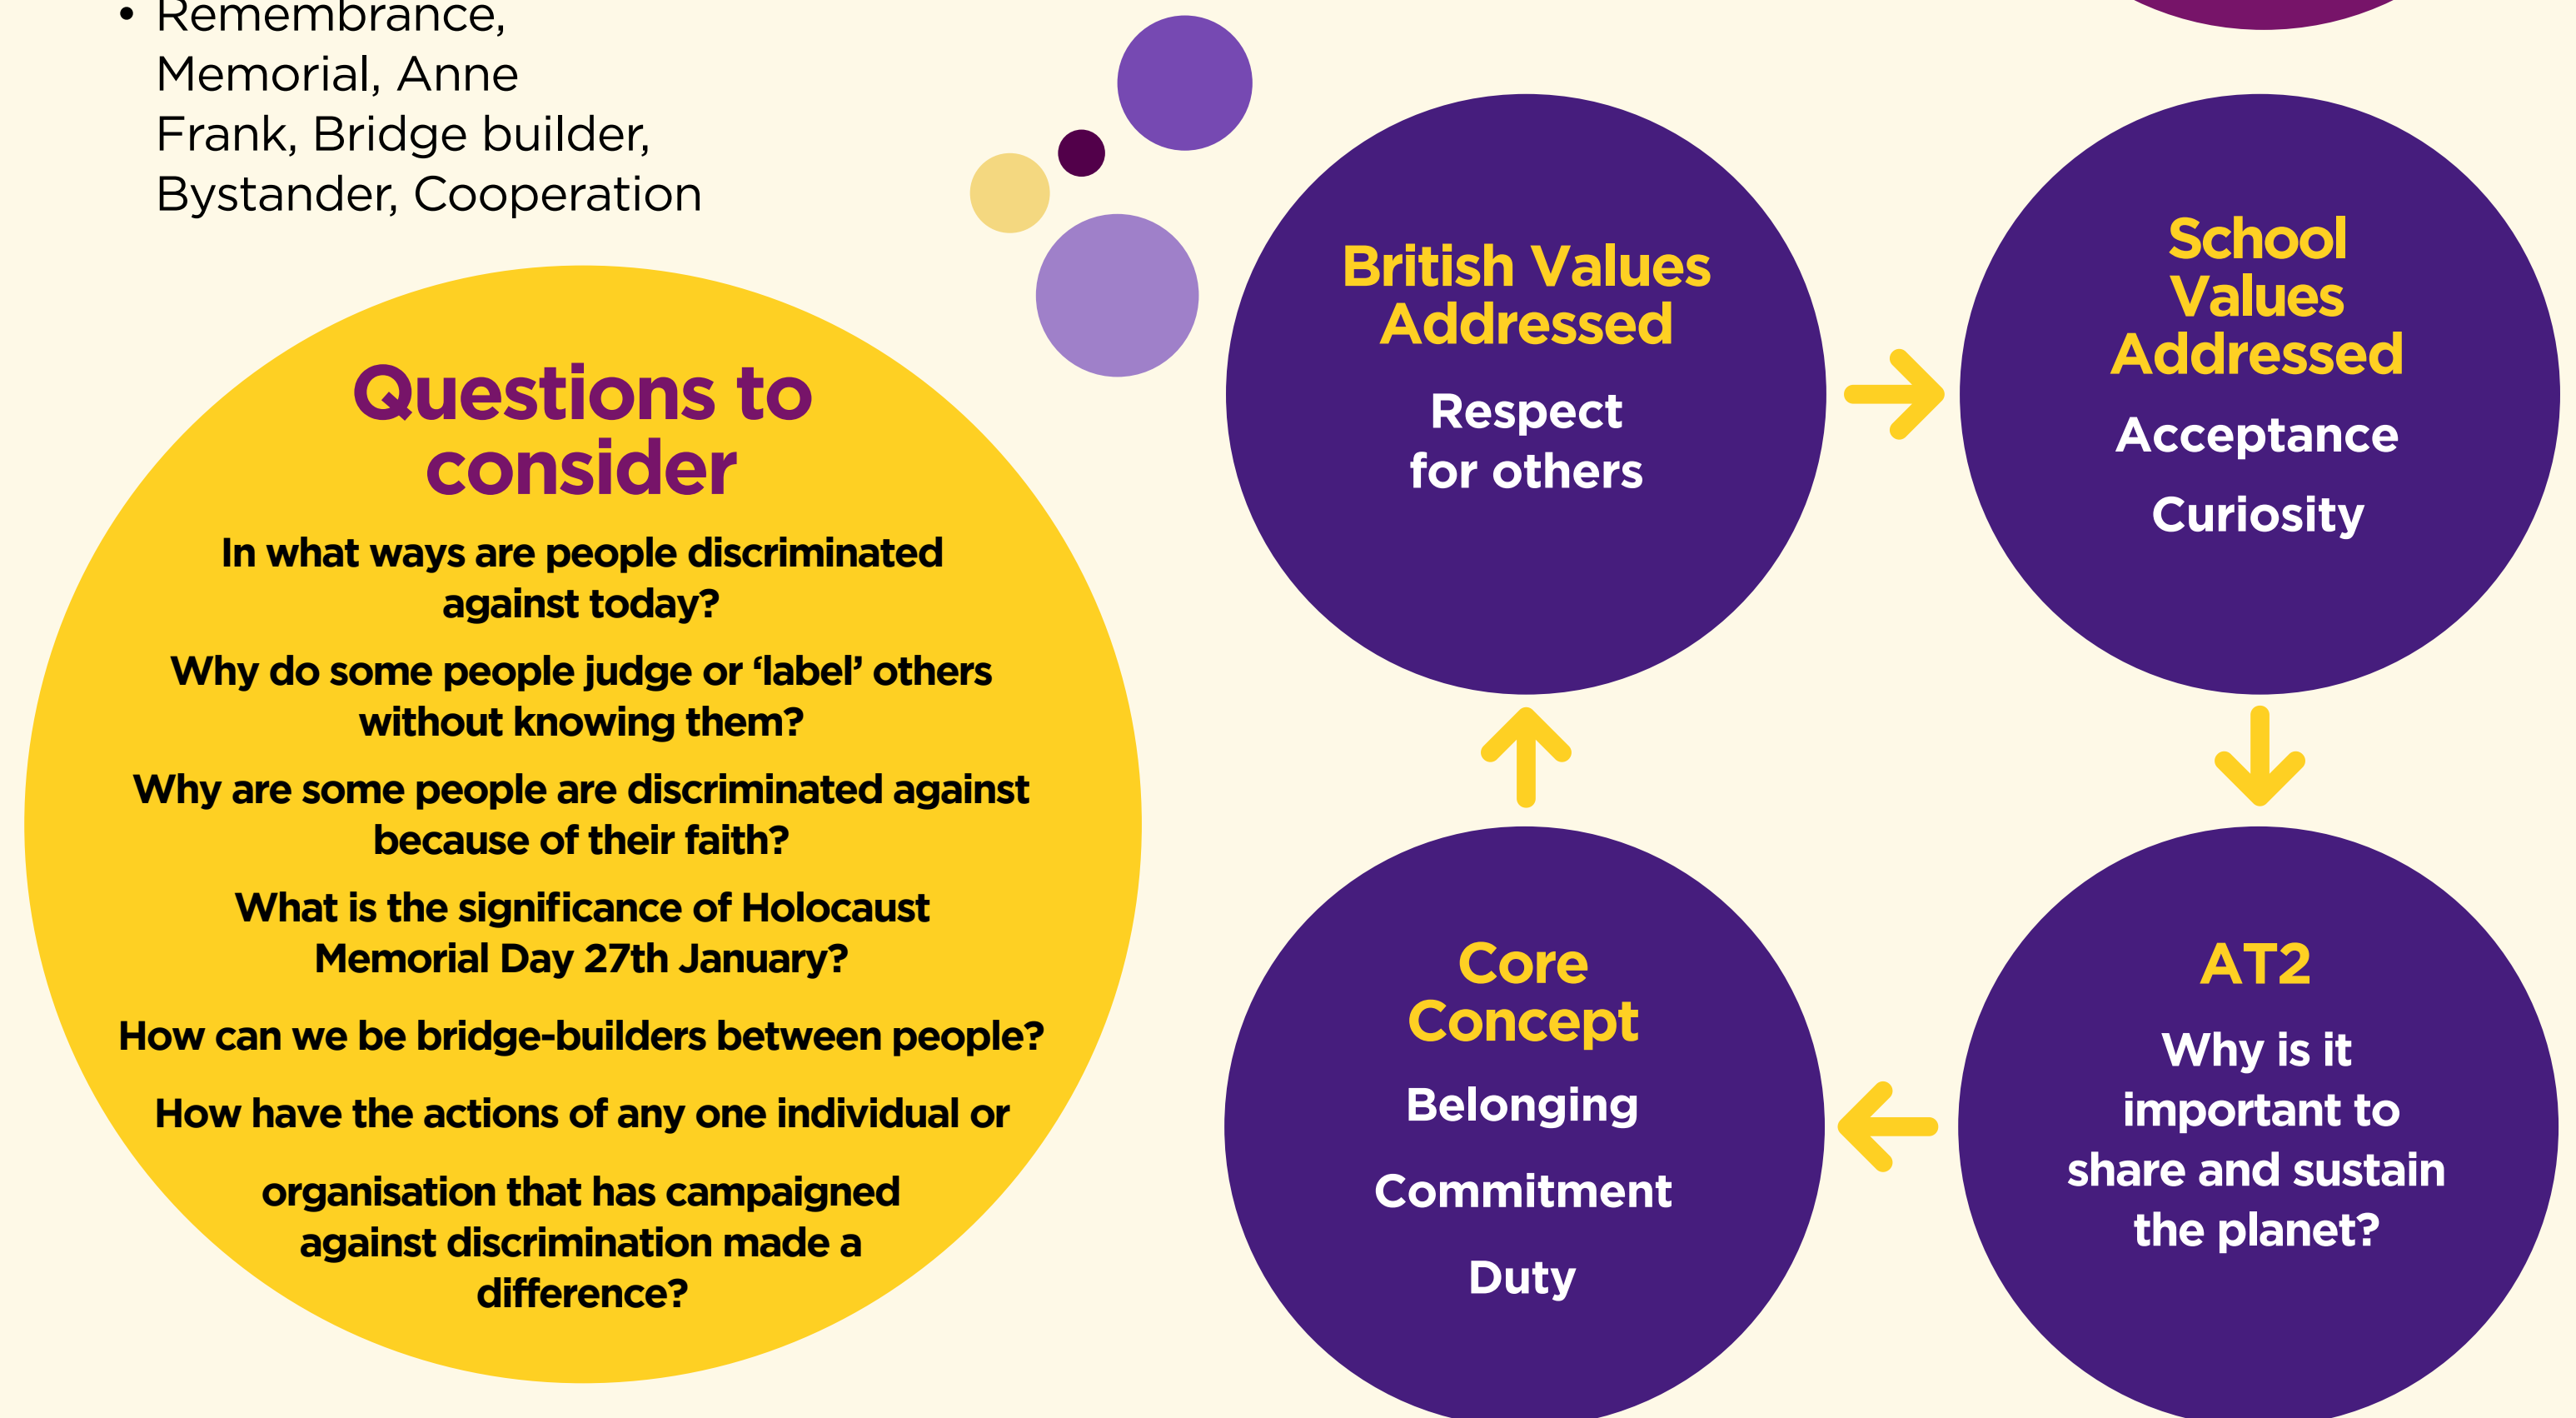 • Remembrance,
Memorial, Anne
Frank, Bridge builder,
Bystander, Cooperation
Questions to
consider
In what ways are people discriminated
against today?
Why do some people judge or ‘label’ others
without knowing them?
Why are some people are discriminated against
because of their faith?
What is the significance of Holocaust
Memorial Day 27th January?
How can we be bridge-builders between people?
How have the actions of any one individual or
organisation that has campaigned
against discrimination made a
difference?
British Values
Addressed
Respect
for others
School
Values
Addressed
Acceptance
Curiosity
AT2
Why is it
important to
share and sustain
the planet?
Core
Concept
Belonging
Commitment
Duty